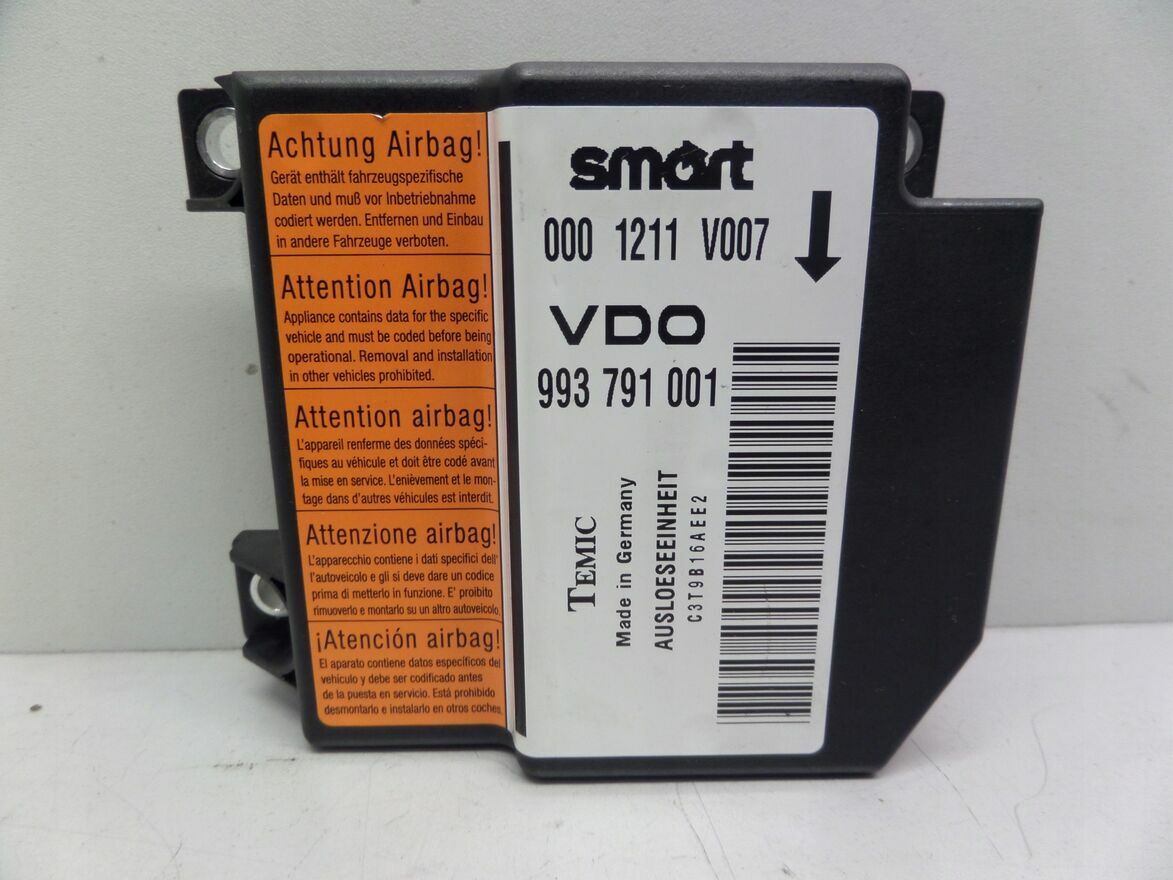 Achtung Airbag!
Gerät enthält fahrzeugspezifische
Daten und muß vor Inbetriebnahme
codiert werden. Entfernen und Einbau
in andere Fahrzeuge verboten.
Attention Airbag!
Appliance contains data for the specific
vehicle and must be coded before being
operational. Removal and installation
in other vehicles prohibited.
Attention airbag!
L'appareil renferme des données spéci-
fiques au véhicule et doit être codé avant
la mise en service. L'enièvement et le mon-
tage dans d'autres véhicules est interdit.
Attenzione airbag!
L'apparecchio contiene i dati specifici dell'
l'autoveicolo e gli si deve dare un codice
prima di metterlo in funzione. E' proibito
rimuoverlo e montarlo su un altro autoveicolo.
¡Atención airbag!
El aparato contiene datos específicos del
vehículo y debe ser codificado antes
de la puesta en servicio. Está prohibido
desmontarlo e instalarlo en otros coches.
smart
000 1211 V007
VDO
993 791 001
TEMIC
Made in Germany
AUSLOESEEINHEIT
C3T9B16AEE2